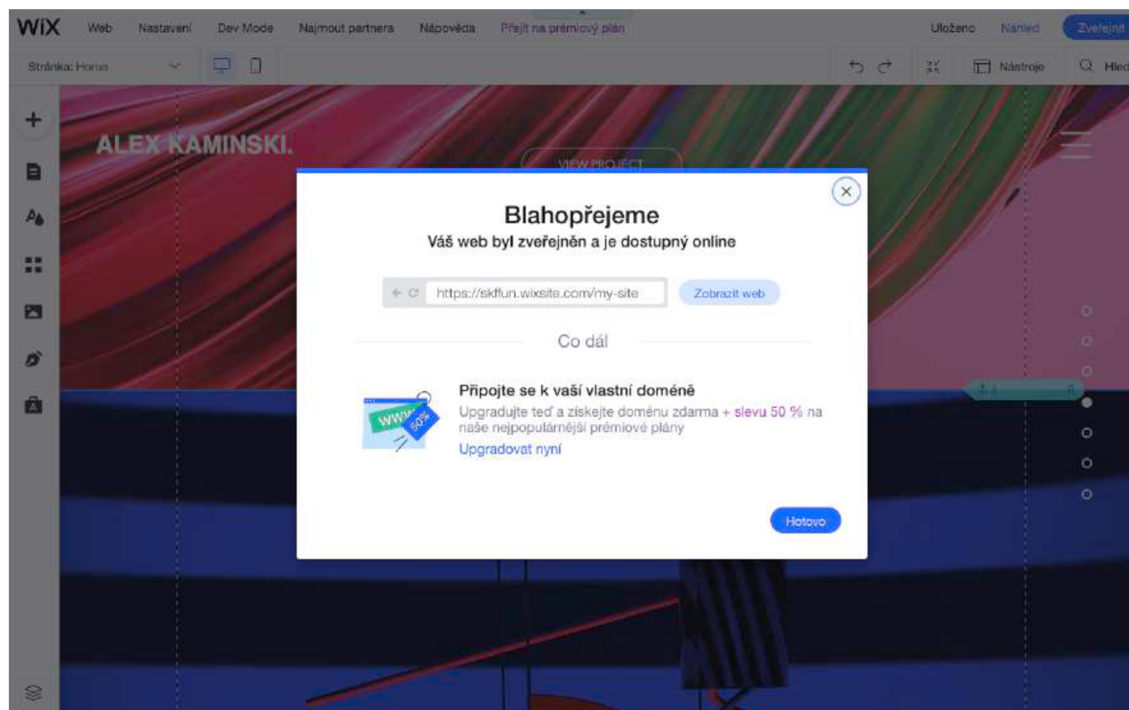 WiX
Web Nastavení Dev Mode Najmout partnera Nápověda Přejít na prémiový plán Uloženo Náhled Zveřejnit
Stránka: Home Nástroje Hled
ALEX KAMINSKI.
VIEW PROJECT
Blahopřejeme
Váš web byl zveřejněn a je dostupný online
https://skffun.wixsite.com/my-site Zobrazit web
Co dál
Připojte se k vaší vlastní doméně
Upgradujte teď a získejte doménu zdarma + slevu 50 % na
naše nejpopulárnější prémiové plány
Upgradovat nyní
WWW
50%
Hotovo